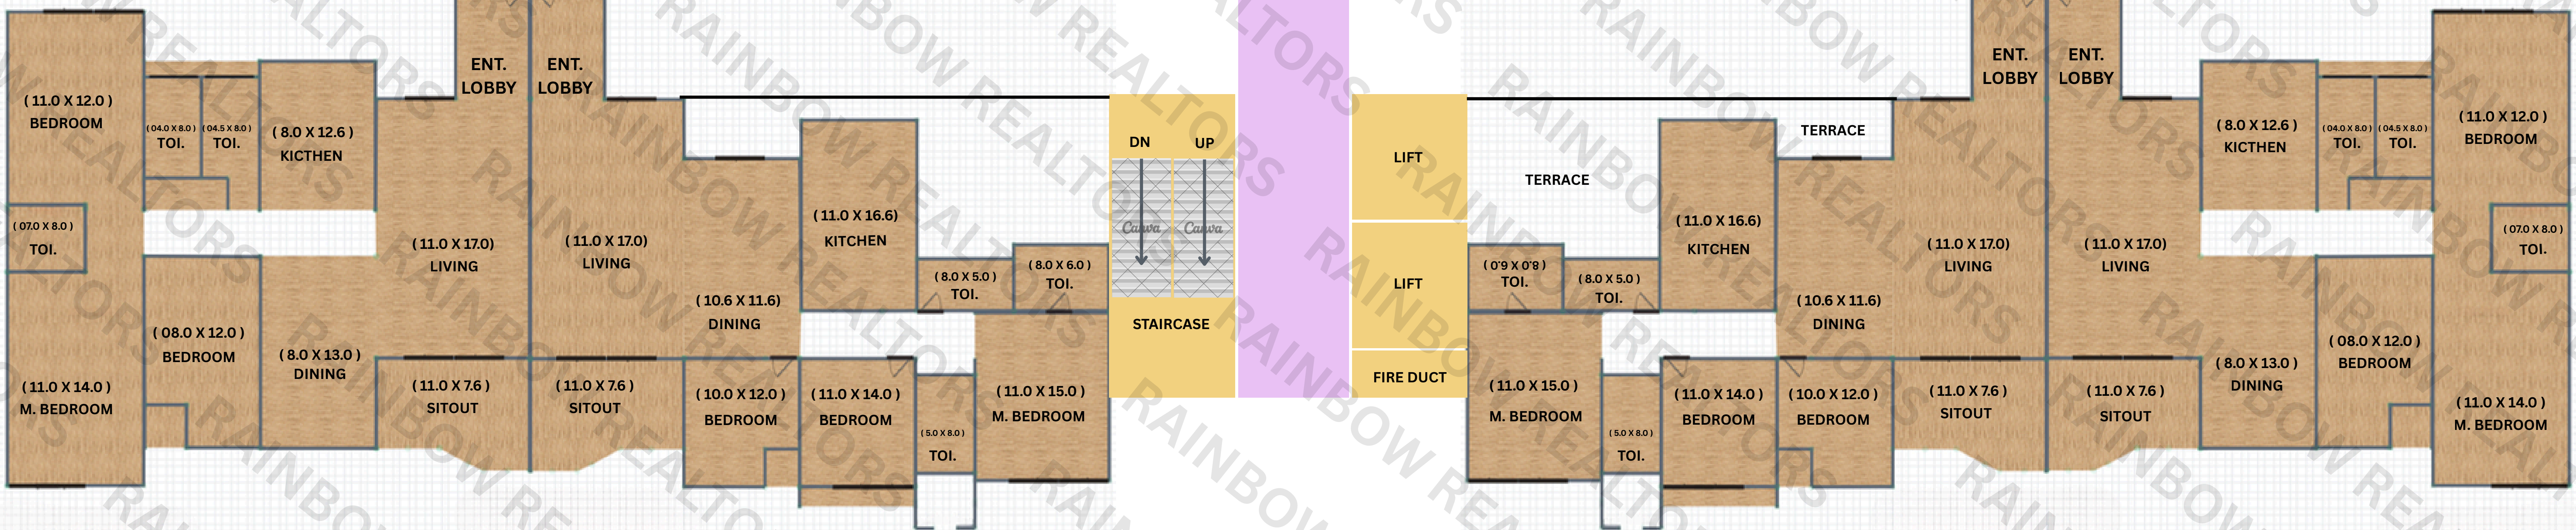 ( 11.0 X 12.0 )
BEDROOM
( 04.0 X 8.0 )
TOI.
( 04.5 X 8.0 )
TOI.
( 8.0 X 12.6 )
KICTHEN
( 07.0 X 8.0 )
TOI.
( 11.0 X 14.0 )
M. BEDROOM
( 08.0 X 12.0 )
BEDROOM
( 8.0 X 13.0 )
DINING
ENT.
LOBBY
( 11.0 X 17.0)
LIVING
( 11.0 X 7.6 )
SITOUT
ENT.
LOBBY
( 11.0 X 17.0)
LIVING
( 11.0 X 7.6 )
SITOUT
( 10.6 X 11.6)
DINING
( 10.0 X 12.0 )
BEDROOM
( 11.0 X 16.6)
KITCHEN
( 11.0 X 14.0 )
BEDROOM
( 8.0 X 5.0 )
TOI.
( 8.0 X 6.0 )
TOI.
( 5.0 X 8.0 )
TOI.
( 11.0 X 15.0 )
M. BEDROOM
DN
UP
Canva
Canva
STAIRCASE
LIFT
LIFT
FIRE DUCT
TERRACE
TERRACE
( 8.0 X 6.0 )
TOI.
( 8.0 X 5.0 )
TOI.
( 11.0 X 15.0 )
M. BEDROOM
( 5.0 X 8.0 )
TOI.
( 11.0 X 16.6)
KITCHEN
( 11.0 X 14.0 )
BEDROOM
( 10.6 X 11.6)
DINING
( 10.0 X 12.0 )
BEDROOM
ENT.
LOBBY
( 11.0 X 17.0)
LIVING
( 11.0 X 7.6 )
SITOUT
ENT.
LOBBY
( 11.0 X 17.0)
LIVING
( 11.0 X 7.6 )
SITOUT
( 8.0 X 12.6 )
KICTHEN
( 04.0 X 8.0 )
TOI.
( 04.5 X 8.0 )
TOI.
( 11.0 X 12.0 )
BEDROOM
( 07.0 X 8.0 )
TOI.
( 8.0 X 13.0 )
DINING
( 08.0 X 12.0 )
BEDROOM
( 11.0 X 14.0 )
M. BEDROOM
RAINBOW REALTORS